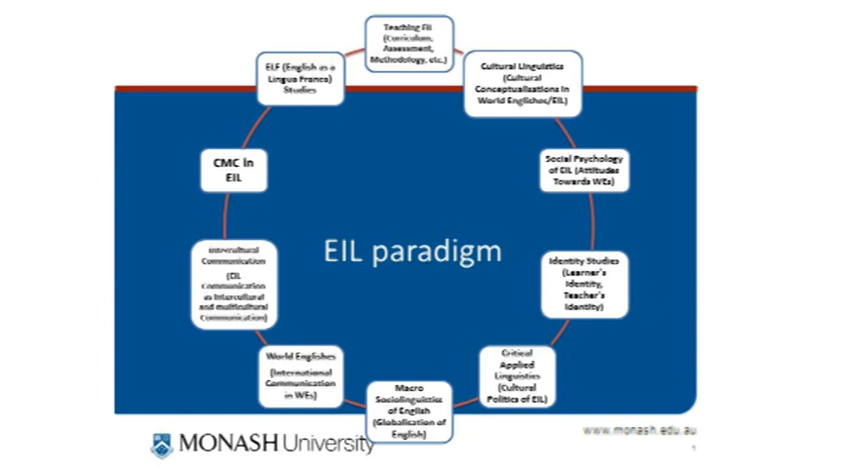 Teaching EIL
(Curriculum,
Assessment,
Methodology, etc.)
Cultural Linguistics
(Cultural
Conceptualisations in
World Englishes/EIL)
Social Psychology
of EIL (Attitudes
Towards WEs)
Identity Studies
(Learner's
Identity,
Teacher's
Identity)
Critical
Applied
Linguistics
(Cultural
Politics of EIL)
Macro
Sociolinguistics
of English
(Globalisation of
English)
World Englishes
(International
Communication
in WEs)
Intercultural
Communication
(EIL
Communication
as Intercultural
and multicultural
Communication)
CMC in
EIL
ELF (English as a
Lingua Franca)
Studies
EIL paradigm
MONASH University
www.monash.edu.au
1